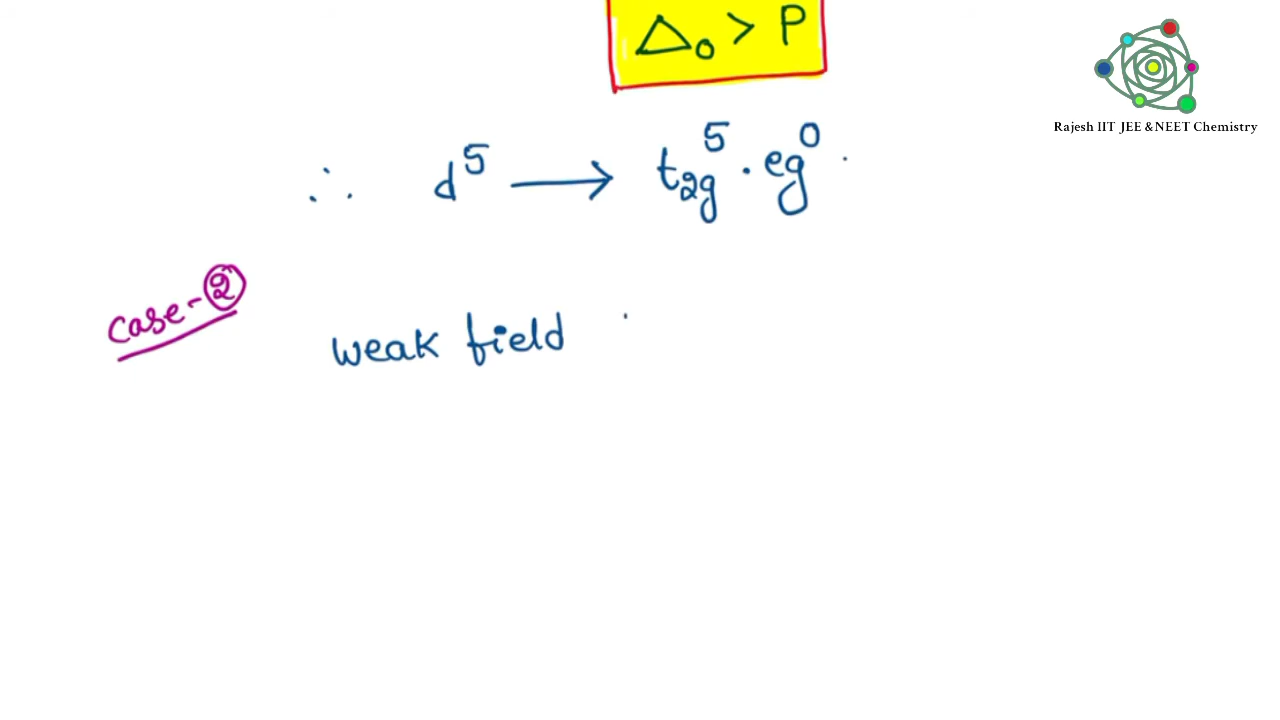 Δ₀ > P
Rajesh IIT JEE & NEET Chemistry
∴ d⁵ ⟶ t₂g⁵ . eg⁰ .
case-②
weak field